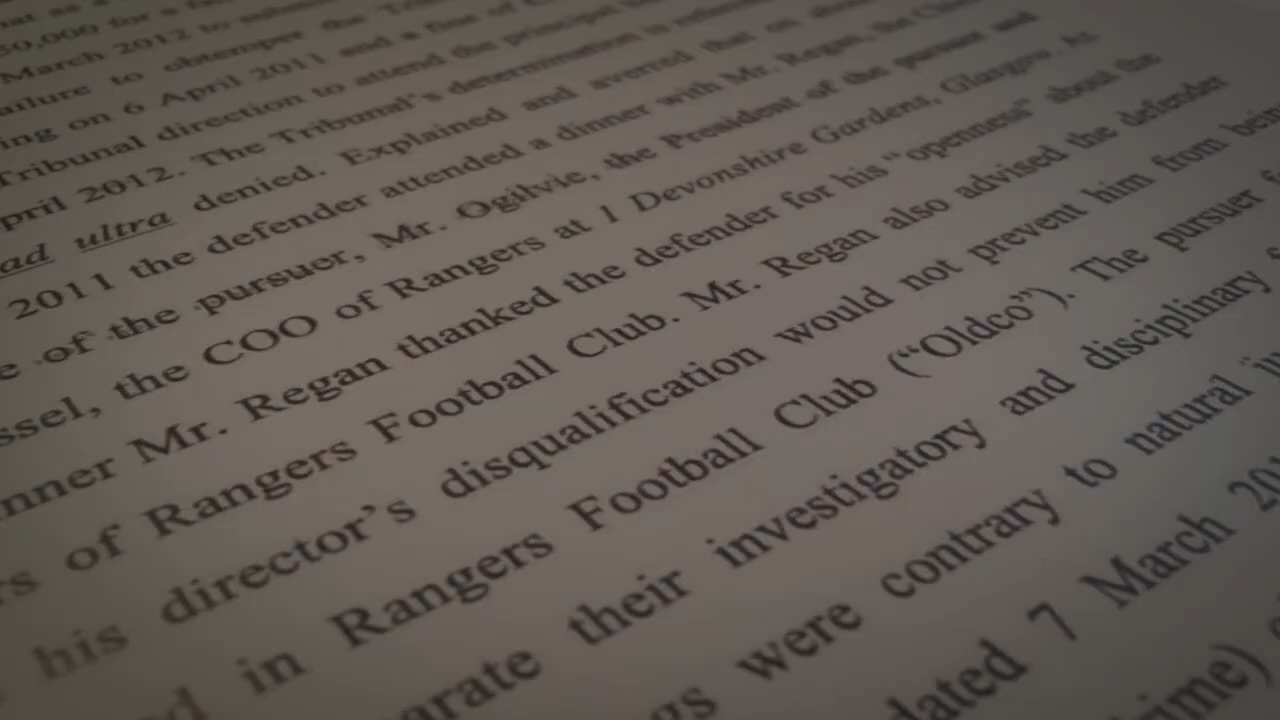 50,000 for a
March 2012 to
failure to obtemper the
ing on 6 April 2011 and a fine of
Tribunal direction to attend the principal
April 2012. The Tribunal's determination is
ad ultra denied. Explained and averred that on
2011 the defender attended a dinner with Mr. Regan, the
of the pursuer, Mr. Ogilvie, the President of the pursuer and
ssel, the COO of Rangers at 1 Devonshire Gardens, Glasgow. At
nner Mr. Regan thanked the defender for his "openness" about the
rs of Rangers Football Club. Mr. Regan also advised the defender
his director's disqualification would not prevent him from being
in Rangers Football Club ("Oldco"). The pursuer
arate their investigatory and disciplinary
gs were contrary to natural
dated 7 March 201
ime)